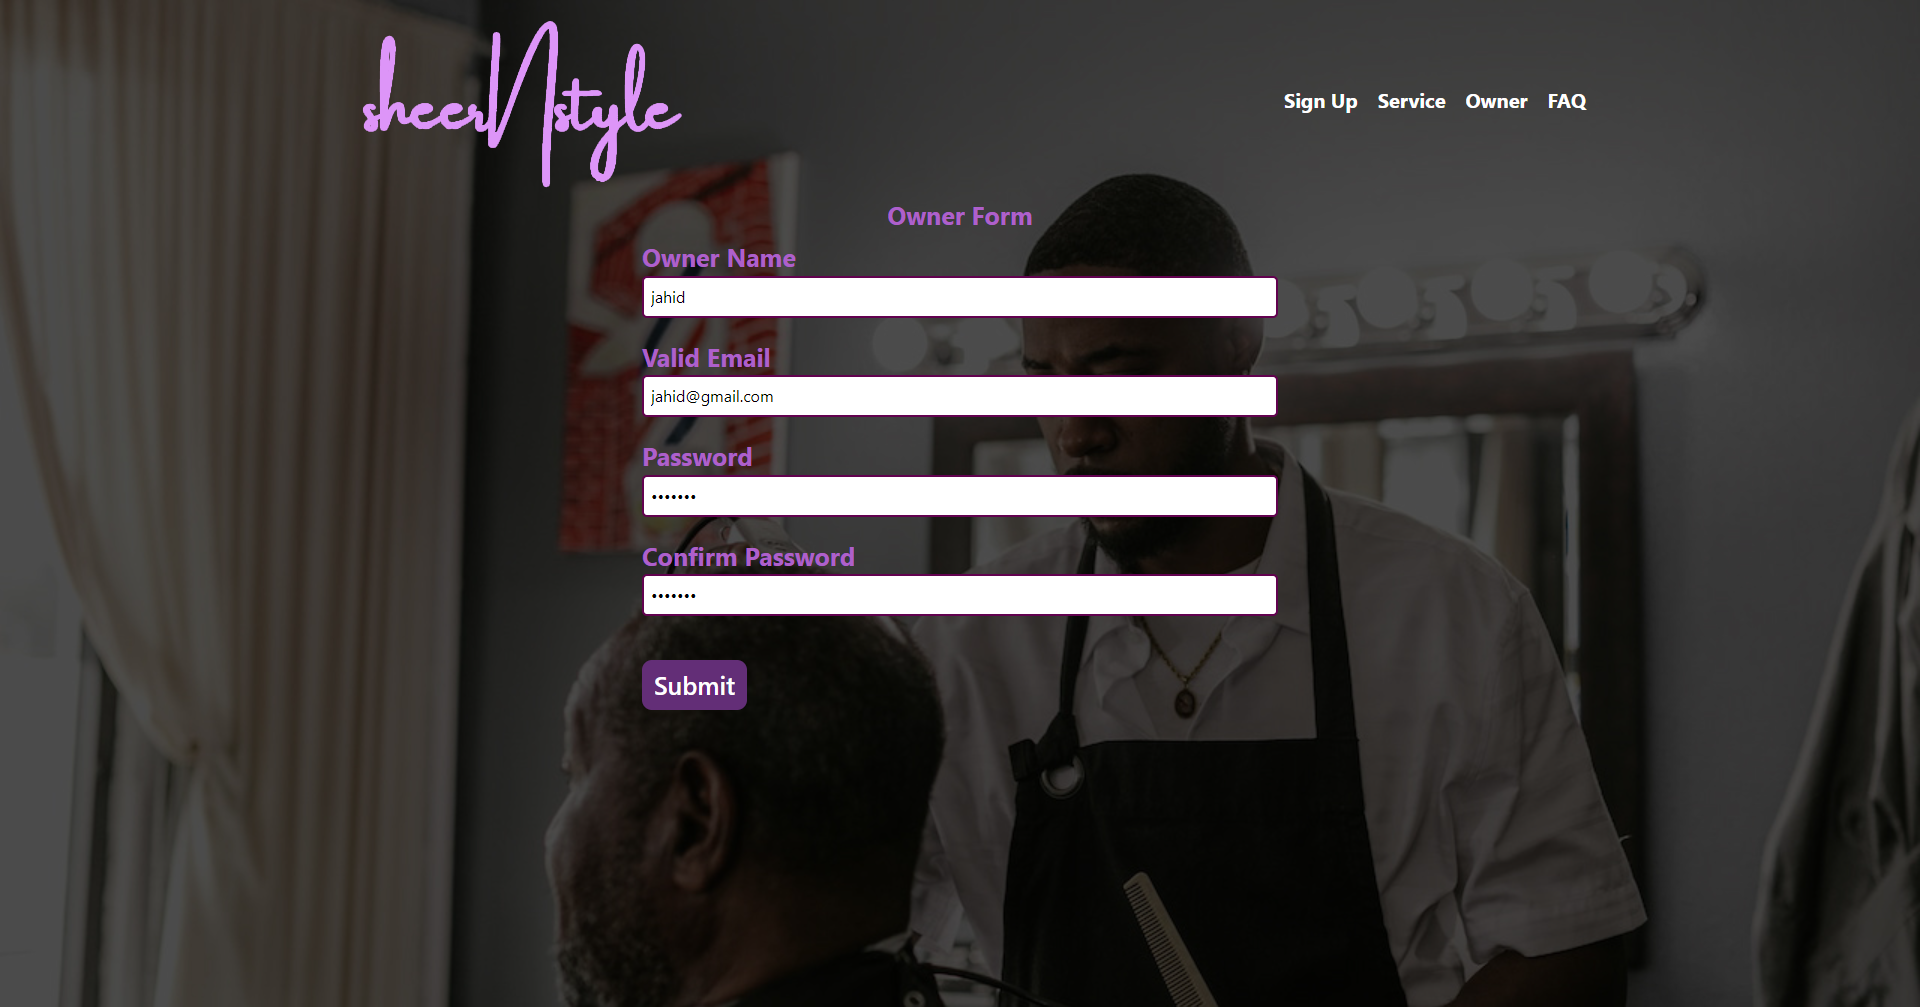 sheerNstyle
Sign Up Service Owner FAQ
Owner Form
Owner Name
jahid
Valid Email
jahid@gmail.com
Password
•••••••
Confirm Password
•••••••
Submit